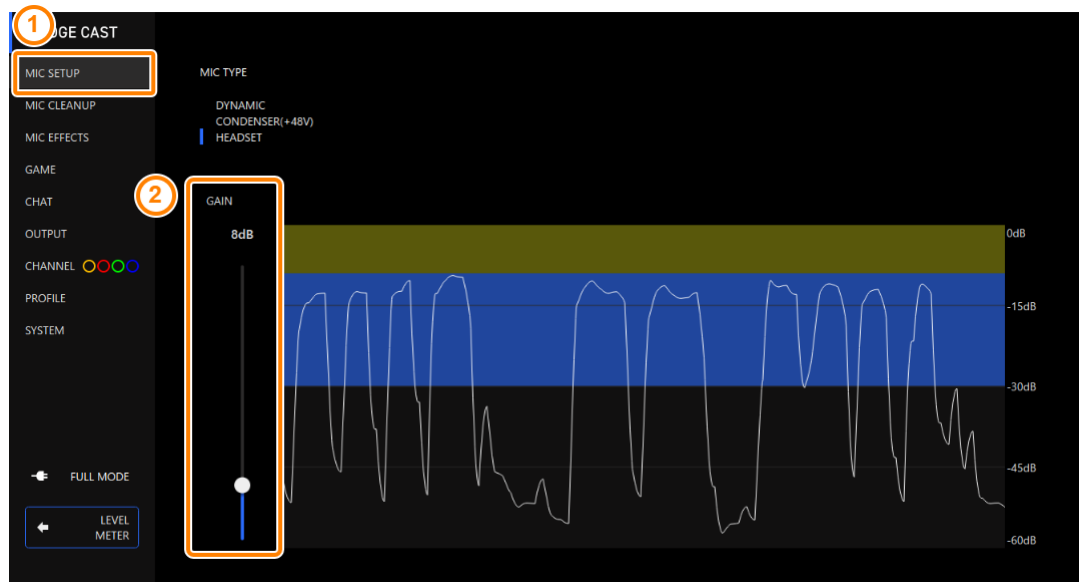 1
DGE CAST
MIC SETUP
MIC CLEANUP
MIC EFFECTS
GAME
CHAT
OUTPUT
CHANNEL
PROFILE
SYSTEM
FULL MODE
LEVEL
METER
MIC TYPE
DYNAMIC
CONDENSER(+48V)
HEADSET
2
GAIN
8dB
0dB
-15dB
-30dB
-45dB
-60dB